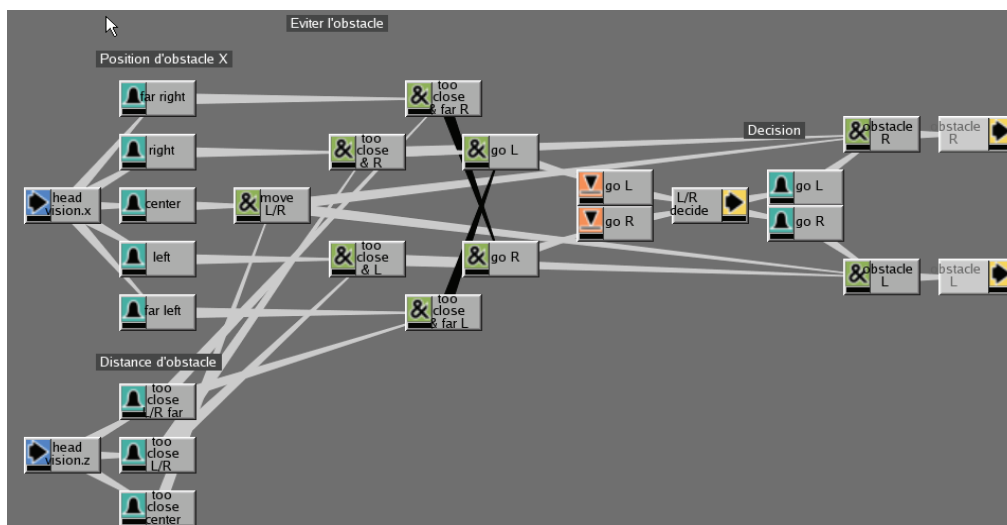 Eviter l'obstacle
Position d'obstacle X
far right
too
close
& far R
right
too
close
& R
go L
Decision
obstacle
R
obstacle
R
head
vision.x
center
move
L/R
go L
go R
L/R
decide
go L
go R
left
too
close
& L
go R
obstacle
L
obstacle
L
far left
too
close
& far L
Distance d'obstacle
too
close
L/R far
head
vision.z
too
close
L/R
too
close
center